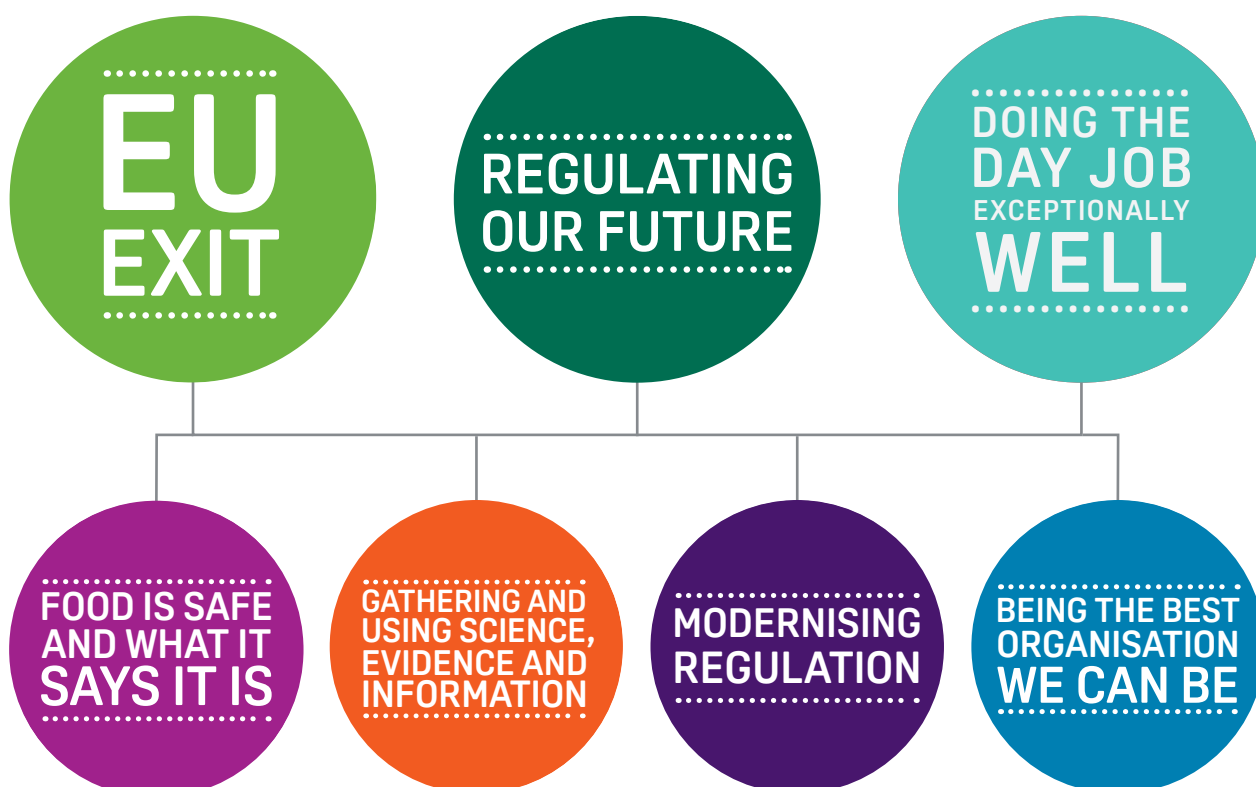 EU
EXIT
REGULATING
OUR FUTURE
DOING THE
DAY JOB
EXCEPTIONALLY
WELL
FOOD IS SAFE
AND WHAT IT
SAYS IT IS
GATHERING AND
USING SCIENCE,
EVIDENCE AND
INFORMATION
MODERNISING
REGULATION
BEING THE BEST
ORGANISATION
WE CAN BE